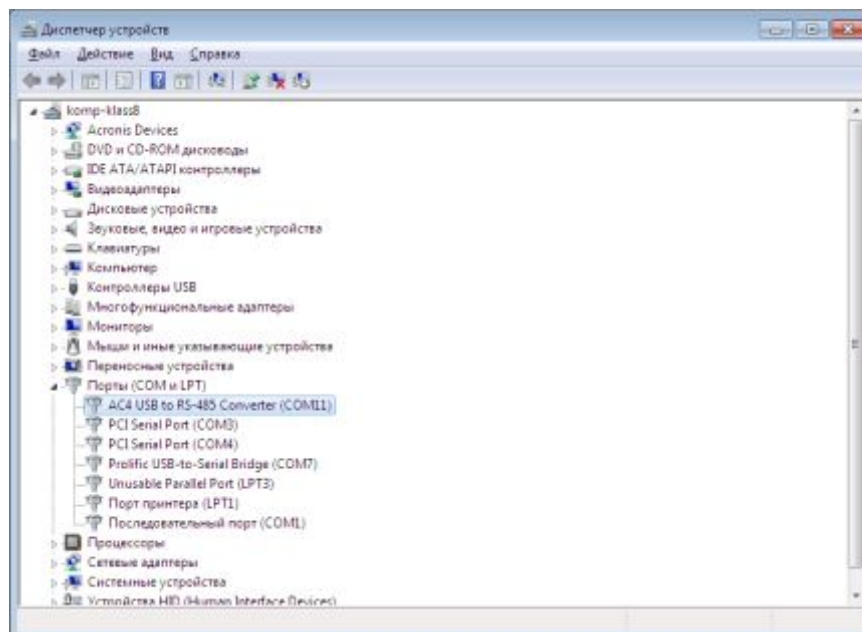 Диспетчер устройств
Файл Действие Вид Справка
komp-klass8
Acronis Devices
DVD и CD-ROM дисководы
IDE ATA/ATAPI контроллеры
Видеоадаптеры
Дисковые устройства
Звуковые, видео и игровые устройства
Клавиатуры
Компьютер
Контроллеры USB
Многофункциональные адаптеры
Мониторы
Мыши и иные указывающие устройства
Переносные устройства
Порты (COM и LPT)
AC4 USB to RS-485 Converter (COM11)
PCI Serial Port (COM3)
PCI Serial Port (COM4)
Prolific USB-to-Serial Bridge (COM7)
Unusable Parallel Port (LPT3)
Порт принтера (LPT1)
Последовательный порт (COM1)
Процессоры
Сетевые адаптеры
Системные устройства
Устройства HID (Human Interface Devices)